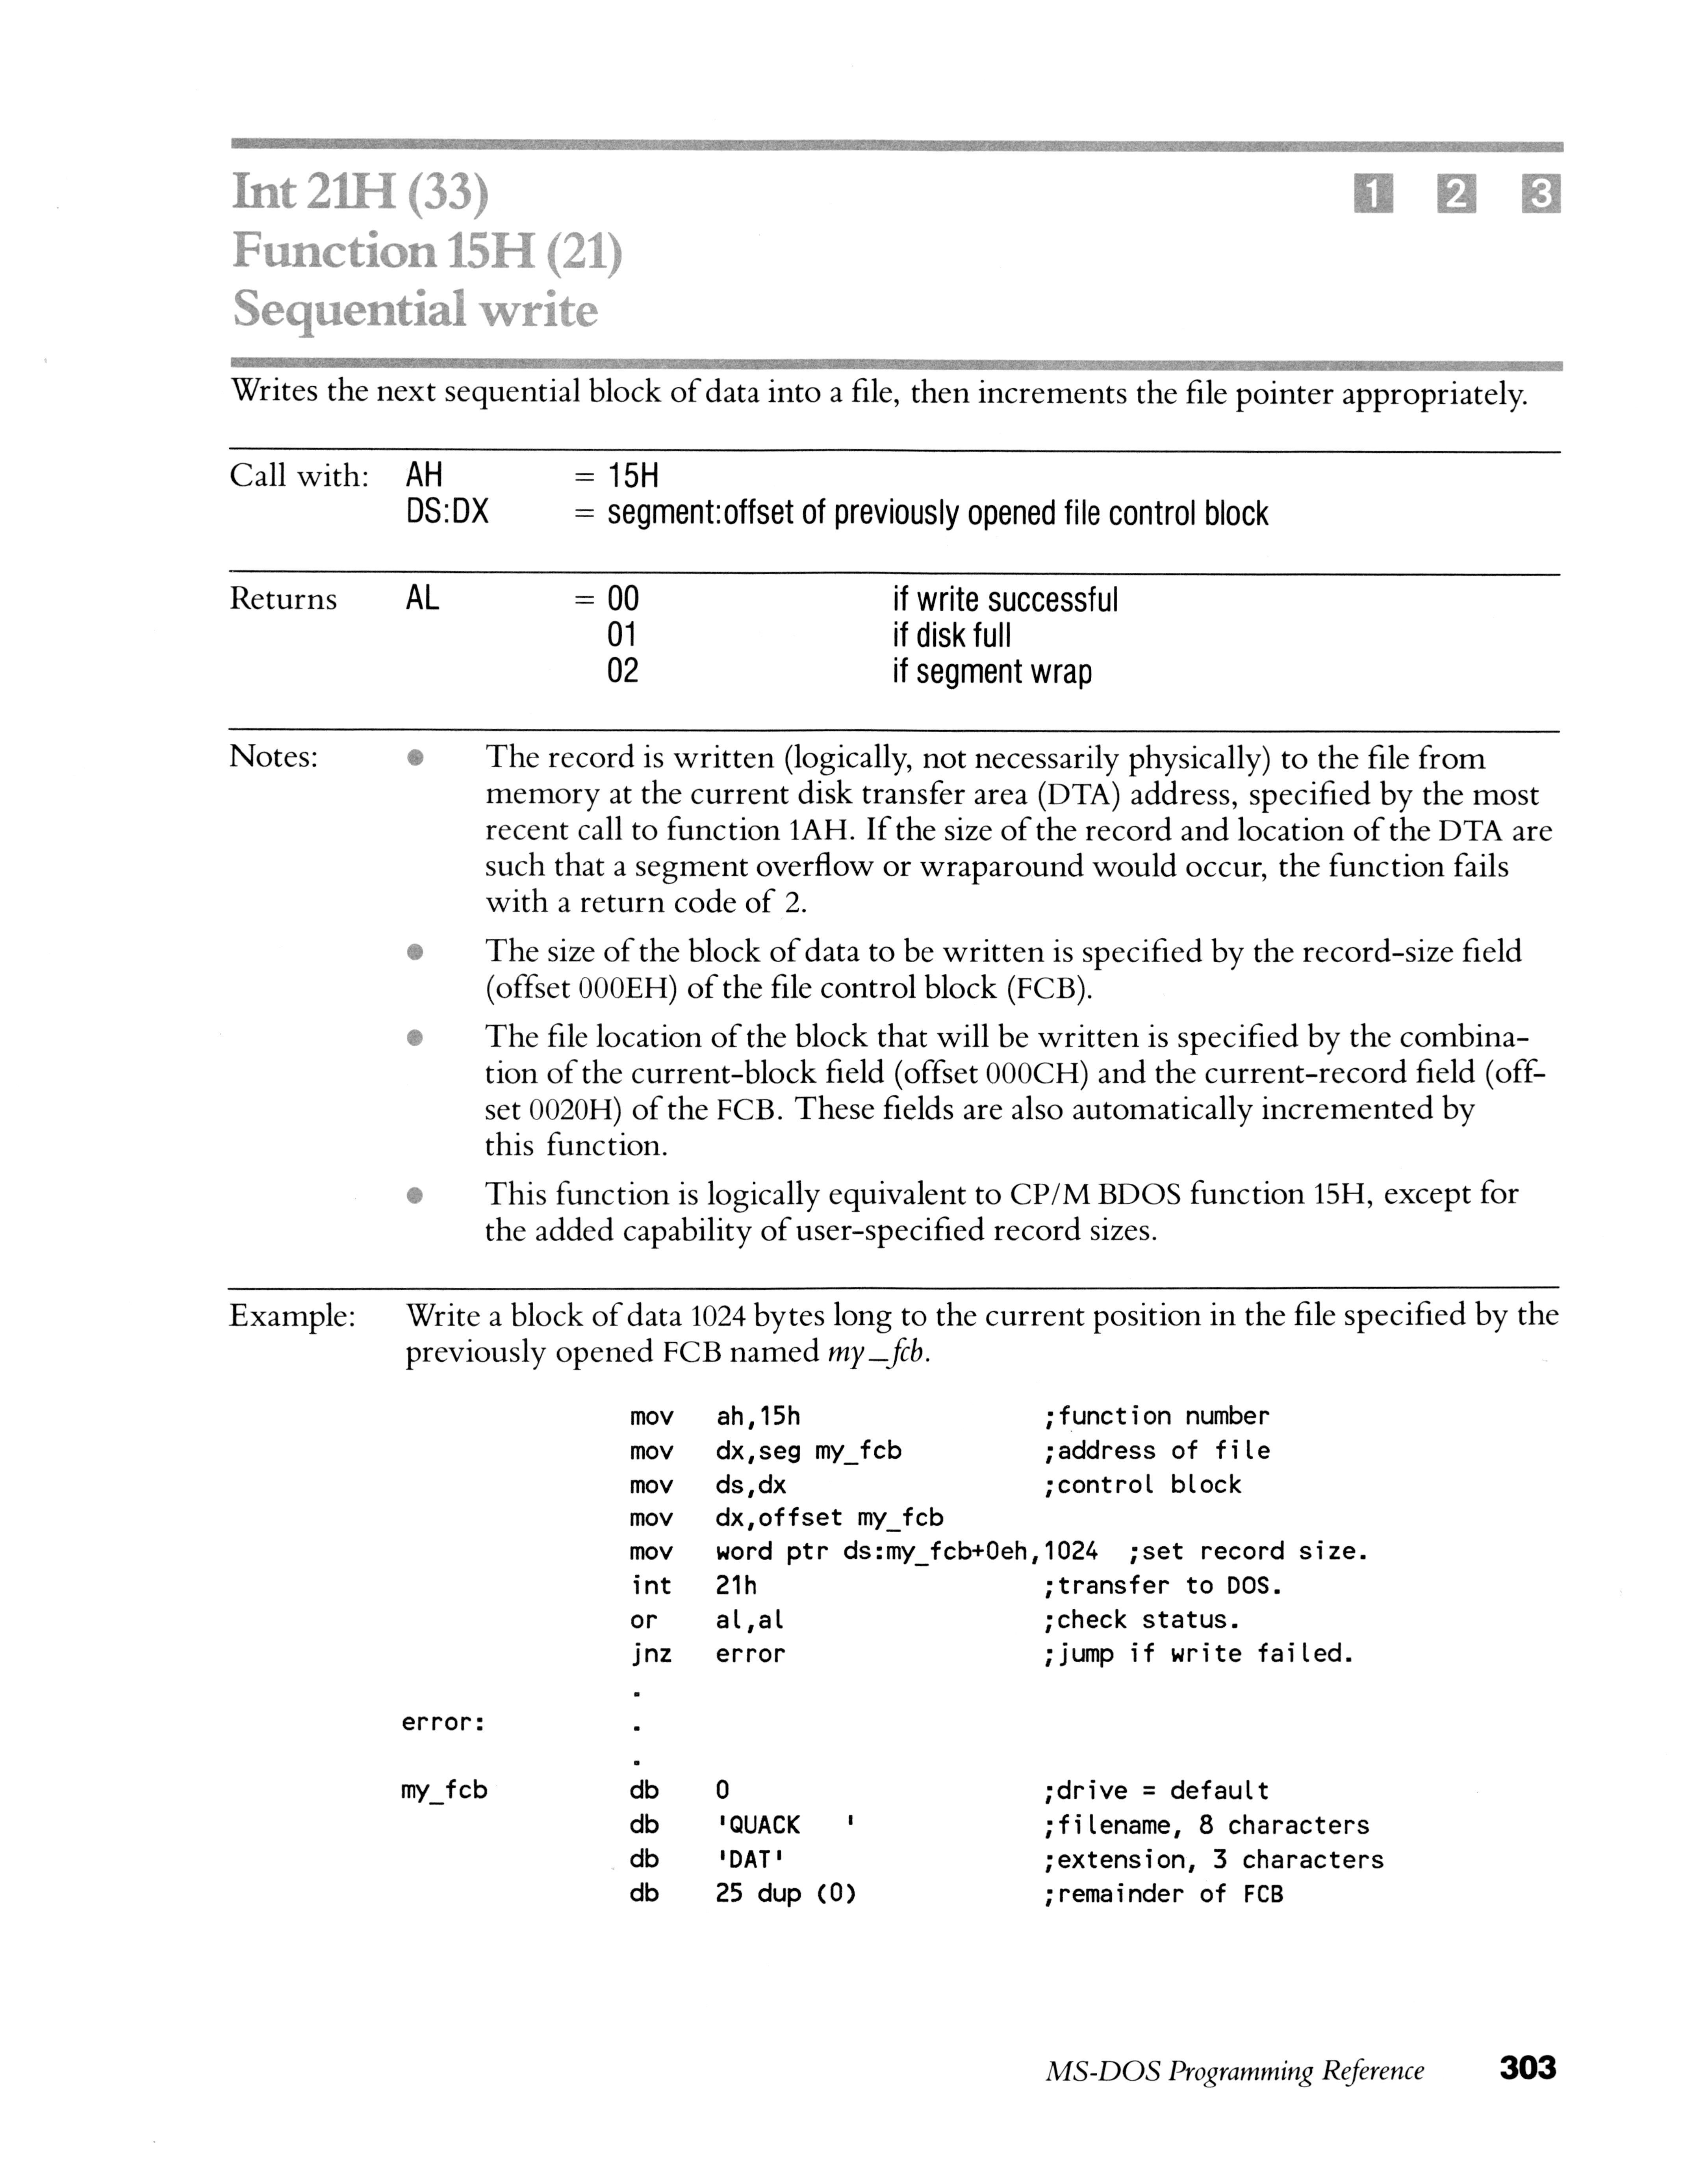 Int 21H (33) 1 2 3
Function 15H (21)
Sequential write
Writes the next sequential block of data into a file, then increments the file pointer appropriately.
Call with: AH = 15H
DS:DX = segment:offset of previously opened file control block
Returns AL = 00 if write successful
01 if disk full
02 if segment wrap
Notes: ● The record is written (logically, not necessarily physically) to the file from
memory at the current disk transfer area (DTA) address, specified by the most
recent call to function 1AH. If the size of the record and location of the DTA are
such that a segment overflow or wraparound would occur, the function fails
with a return code of 2.
● The size of the block of data to be written is specified by the record-size field
(offset 000EH) of the file control block (FCB).
● The file location of the block that will be written is specified by the combina-
tion of the current-block field (offset 000CH) and the current-record field (off-
set 0020H) of the FCB. These fields are also automatically incremented by
this function.
● This function is logically equivalent to CP/M BDOS function 15H, except for
the added capability of user-specified record sizes.
Example: Write a block of data 1024 bytes long to the current position in the file specified by the
previously opened FCB named my_fcb.
mov ah,15h ;function number
mov dx,seg my_fcb ;address of file
mov ds,dx ;control block
mov dx,offset my_fcb
mov word ptr ds:my_fcb+0eh,1024 ;set record size.
int 21h ;transfer to DOS.
or al,al ;check status.
jnz error ;jump if write failed.
.
error: .
.
my_fcb db 0 ;drive = default
db 'QUACK   ' ;filename, 8 characters
db 'DAT' ;extension, 3 characters
db 25 dup (0) ;remainder of FCB
MS-DOS Programming Reference 303